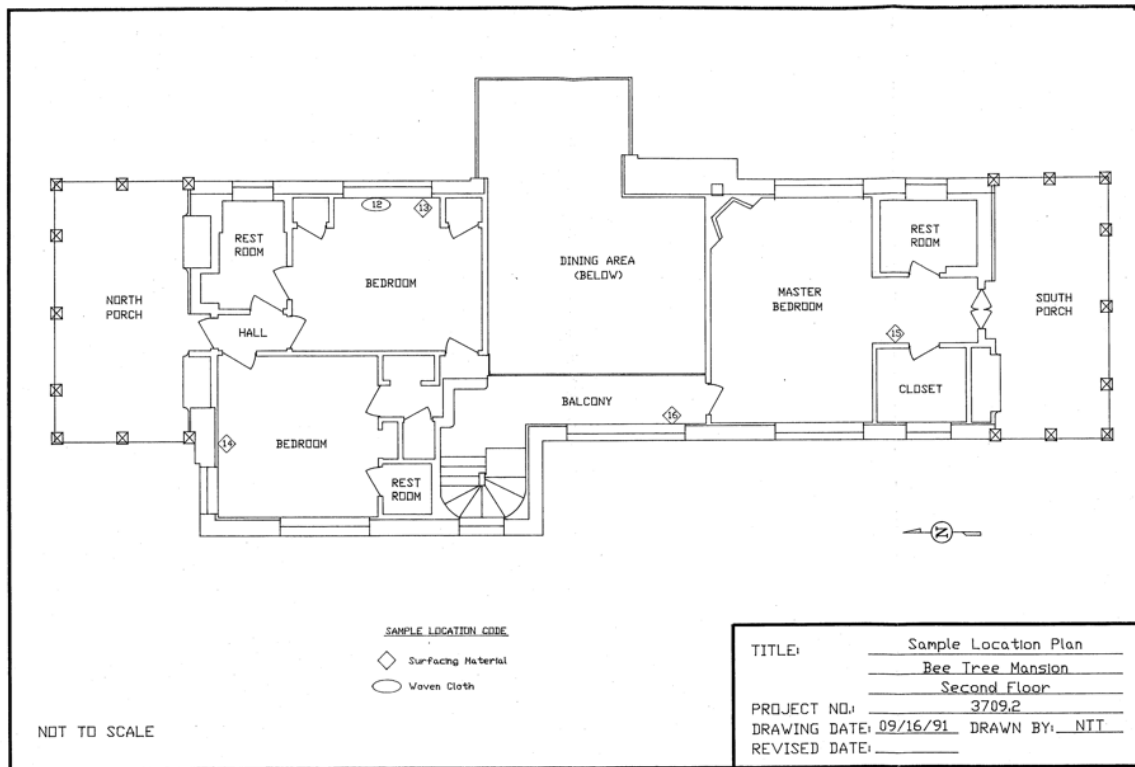 12
13
REST
ROOM
BEDROOM
DINING AREA
(BELOW)
REST
ROOM
NORTH
PORCH
HALL
MASTER
BEDROOM
SOUTH
PORCH
15
CLOSET
BALCONY
16
14
BEDROOM
REST
ROOM
N
SAMPLE LOCATION CODE
Surfacing Material
Woven Cloth
NOT TO SCALE
TITLE: Sample Location Plan
Bee Tree Mansion
Second Floor
PROJECT NO.: 3709.2
DRAWING DATE: 09/16/91 DRAWN BY: NTT
REVISED DATE: